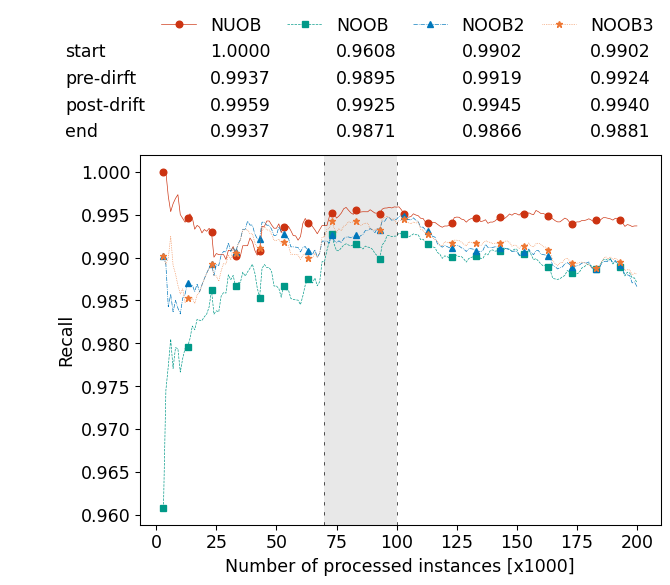 NUOB NOOB NOOB2 NOOB3
start 1.0000 0.9608 0.9902 0.9902
pre-dirft 0.9937 0.9895 0.9919 0.9924
post-drift 0.9959 0.9925 0.9945 0.9940
end 0.9937 0.9871 0.9866 0.9881
1.000
0.995
0.990
0.985
0.980
0.975
0.970
0.965
0.960
Recall
0 25 50 75 100 125 150 175 200
Number of processed instances [x1000]